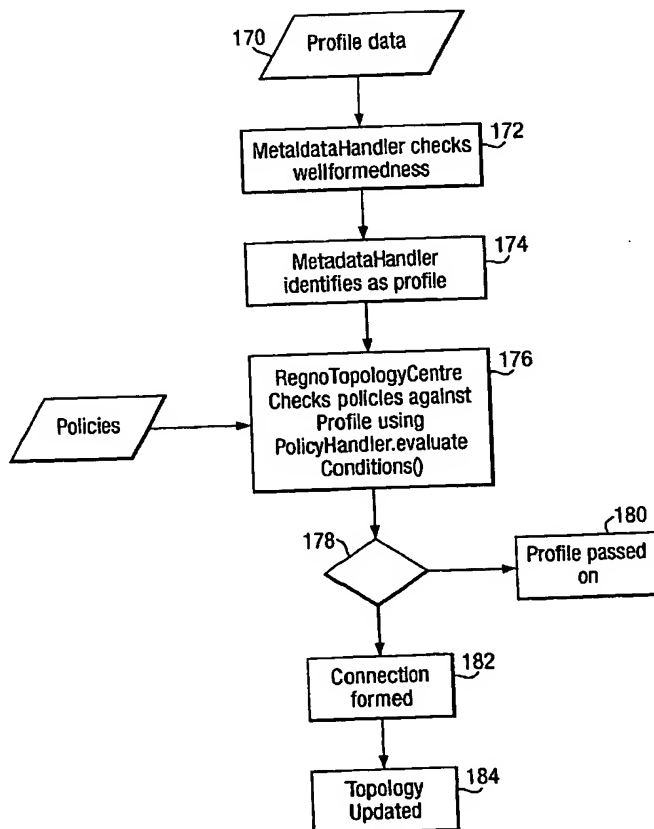 170
Profile data
MetaldataHandler checks
wellformedness
172
MetadataHandler
identifies as profile
174
RegnoTopologyCentre
Checks policies against
Profile using
PolicyHandler.evaluate
Conditions()
176
Policies
178
180
Profile passed
on
Connection
formed
182
Topology
Updated
184